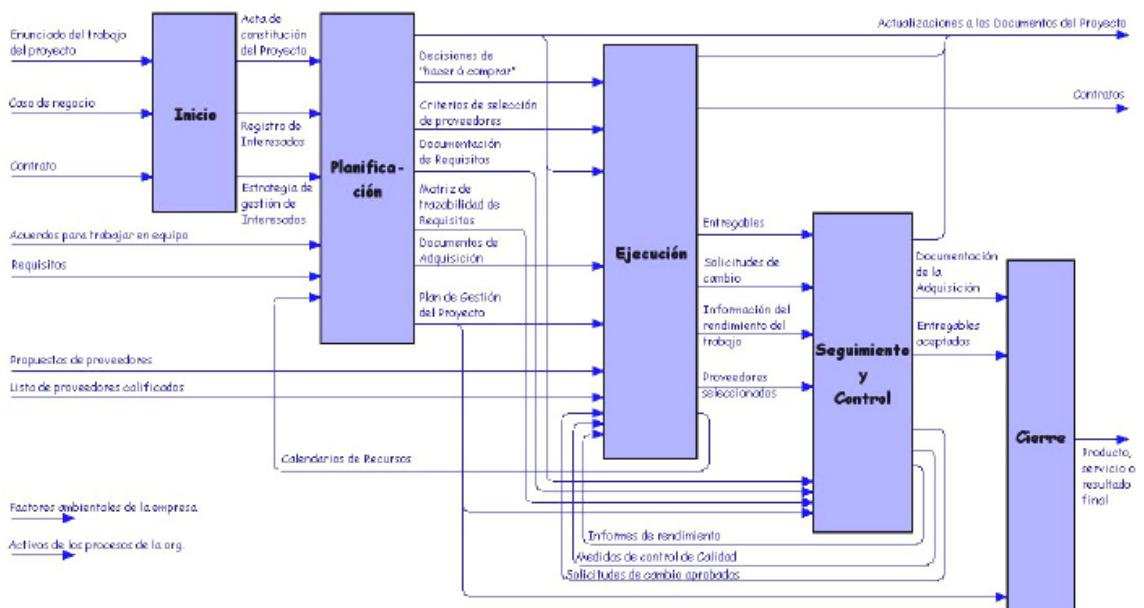 Enunciado del trabajo
del proyecto
Caso de negocio
Contrato
Inicio
Acta de
constitución
del Proyecto
Registro de
Interesados
Estrategia de
gestión de
Interesados
Acuerdos para trabajar en equipo
Requisitos
Planifica-
ción
Decisiones de
"hacer ó comprar"
Criterios de selección
de proveedores
Documentación
de Requisitos
Matriz de
trazabilidad de
Requisitos
Documentos de
Adquisición
Plan de Gestión
del Proyecto
Propuestas de proveedores
Lista de proveedores calificados
Calendarios de Recursos
Ejecución
Entregables
Solicitudes de
cambio
Información del
rendimiento del
trabajo
Proveedores
seleccionados
Seguimiento
y
Control
Actualizaciones a los Documentos del Proyecto
Contratos
Documentación
de la
Adquisición
Entregables
aceptados
Cierre
Producto,
servicio o
resultado
final
Informes de rendimiento
Medidas de control de Calidad
Solicitudes de cambio aprobadas
Factores ambientales de la empresa
Activos de los procesos de la org.